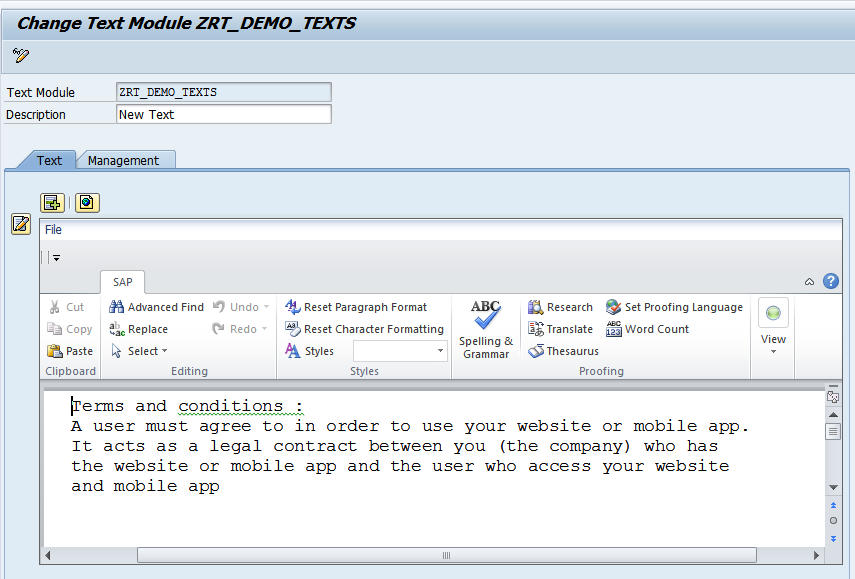 Change Text Module ZRT_DEMO_TEXTS
Text Module ZRT_DEMO_TEXTS
Description New Text
Text Management
File
SAP
Cut Advanced Find Undo Reset Paragraph Format ABC Research Set Proofing Language
Copy Replace Redo Reset Character Formatting Translate ABC 123 Word Count
Paste Select Styles Spelling & Grammar Thesaurus View
Clipboard Editing Styles Proofing
Terms and conditions :
A user must agree to in order to use your website or mobile app.
It acts as a legal contract between you (the company) who has
the website or mobile app and the user who access your website
and mobile app